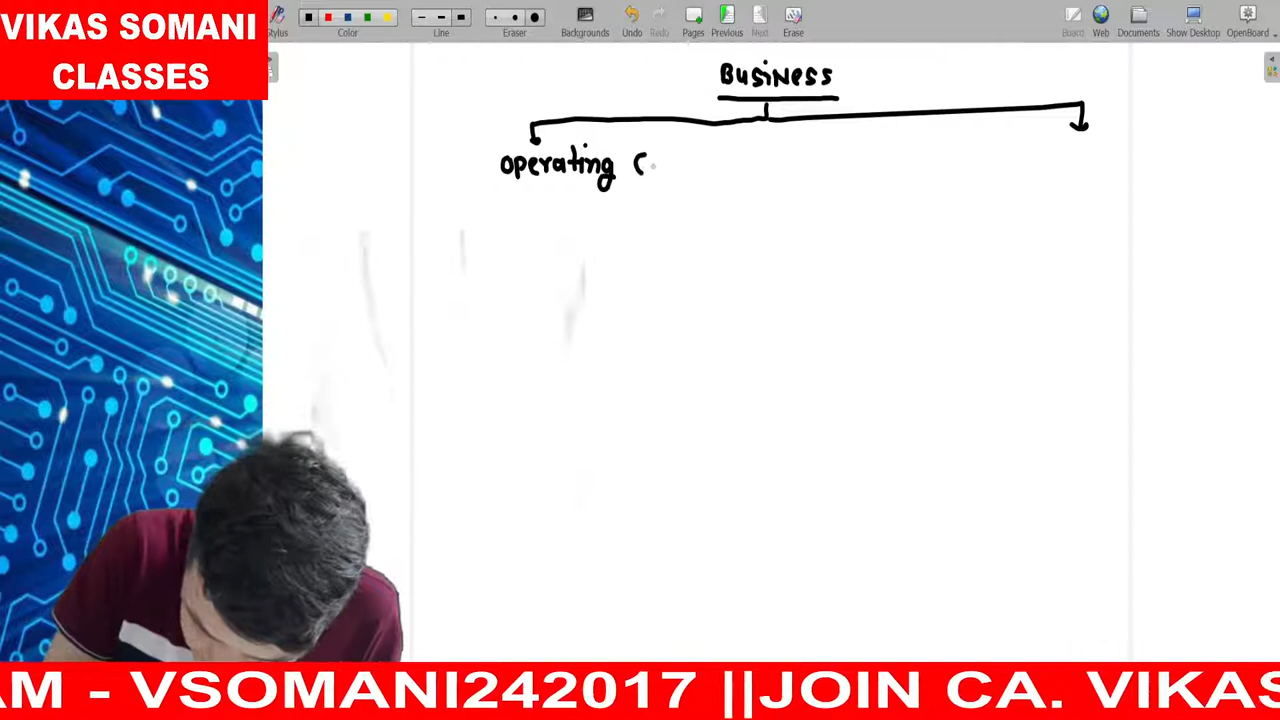 VIKAS SOMANI
CLASSES
Stylus
Color
Line
Eraser
Backgrounds
Undo
Redo
Pages
Previous
Next
Erase
Board
Web
Documents
Show Desktop
OpenBoard
Business
operating C
AM - VSOMANI242017 ||JOIN CA. VIKAS